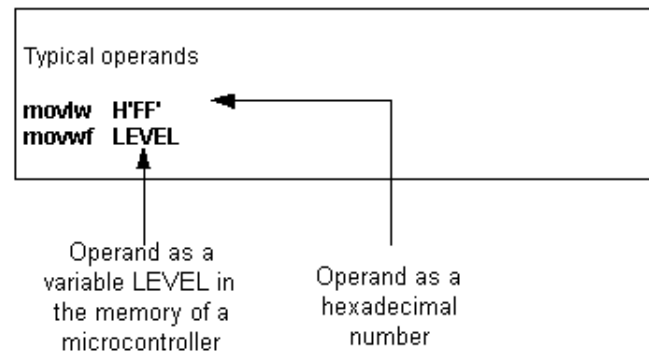 Typical operands
movlw H'FF'
movwf LEVEL
Operand as a
variable LEVEL in
the memory of a
microcontroller
Operand as a
hexadecimal
number